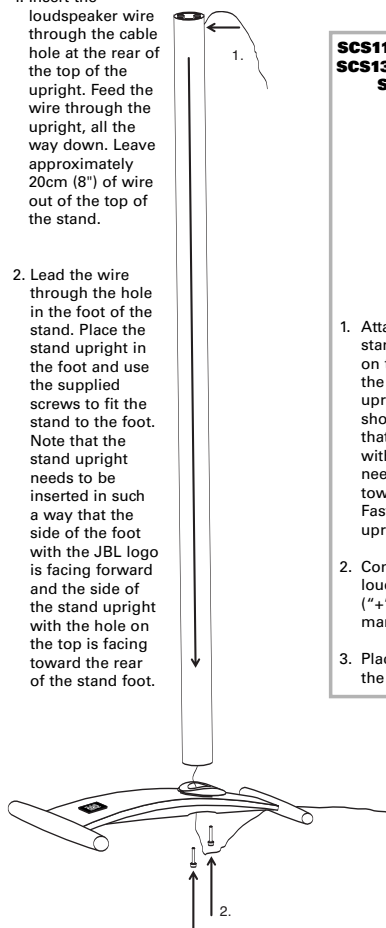 1. Insert the
loudspeaker wire
through the cable
hole at the rear of
the top of the
upright. Feed the
wire through the
upright, all the
way down. Leave
approximately
20cm (8") of wire
out of the top of
the stand.
2. Lead the wire
through the hole
in the foot of the
stand. Place the
stand upright in
the foot and use
the supplied
screws to fit the
stand to the foot.
Note that the
stand upright
needs to be
inserted in such
a way that the
side of the foot
with the JBL logo
is facing forward
and the side of
the stand upright
with the hole on
the top is facing
toward the rear
of the stand foot.
1.
2.
SCS11
SCS13
S
1. Atta
stan
on t
the
upr
sho
that
with
nee
tow
Fas
upr
2. Con
lou
("+"
mar
3. Plac
the